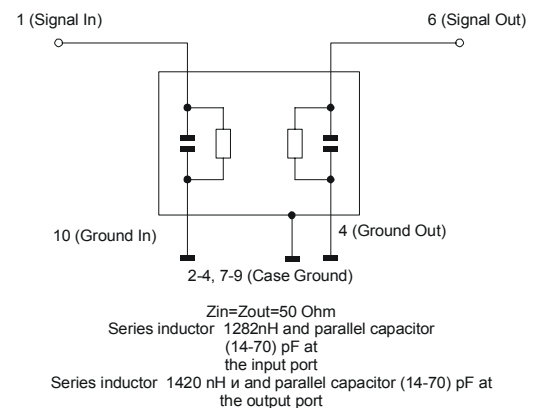 1 (Signal In)
6 (Signal Out)
10 (Ground In)
4 (Ground Out)
2-4, 7-9 (Case Ground)
Zin=Zout=50 Ohm
Series inductor 1282nH and parallel capacitor
(14-70) pF at
the input port
Series inductor 1420 nH и and parallel capacitor (14-70) pF at
the output port